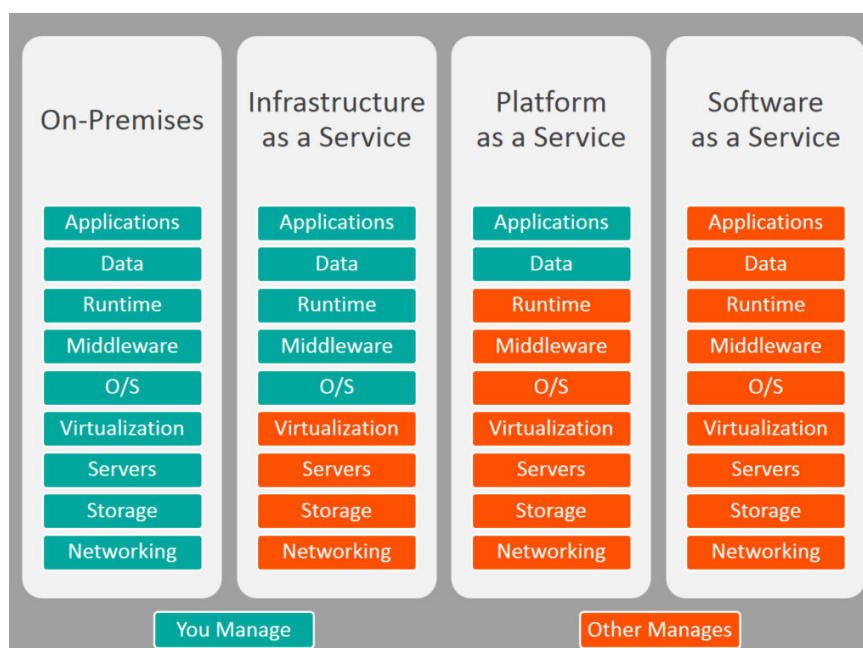 On-Premises
Applications
Data
Runtime
Middleware
O/S
Virtualization
Servers
Storage
Networking
Infrastructure
as a Service
Applications
Data
Runtime
Middleware
O/S
Virtualization
Servers
Storage
Networking
Platform
as a Service
Applications
Data
Runtime
Middleware
O/S
Virtualization
Servers
Storage
Networking
Software
as a Service
Applications
Data
Runtime
Middleware
O/S
Virtualization
Servers
Storage
Networking
You Manage
Other Manages